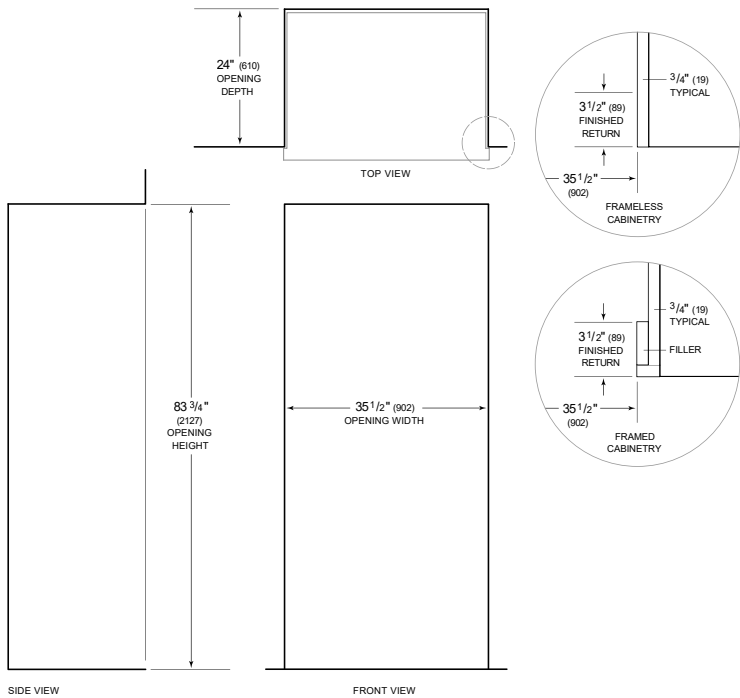 24" (610)
OPENING
DEPTH
TOP VIEW
3/4" (19)
TYPICAL
3 1/2" (89)
FINISHED
RETURN
35 1/2"
(902)
FRAMELESS
CABINETRY
3/4" (19)
TYPICAL
3 1/2" (89)
FINISHED
RETURN
FILLER
35 1/2"
(902)
FRAMED
CABINETRY
83 3/4"
(2127)
OPENING
HEIGHT
35 1/2" (902)
OPENING WIDTH
SIDE VIEW
FRONT VIEW